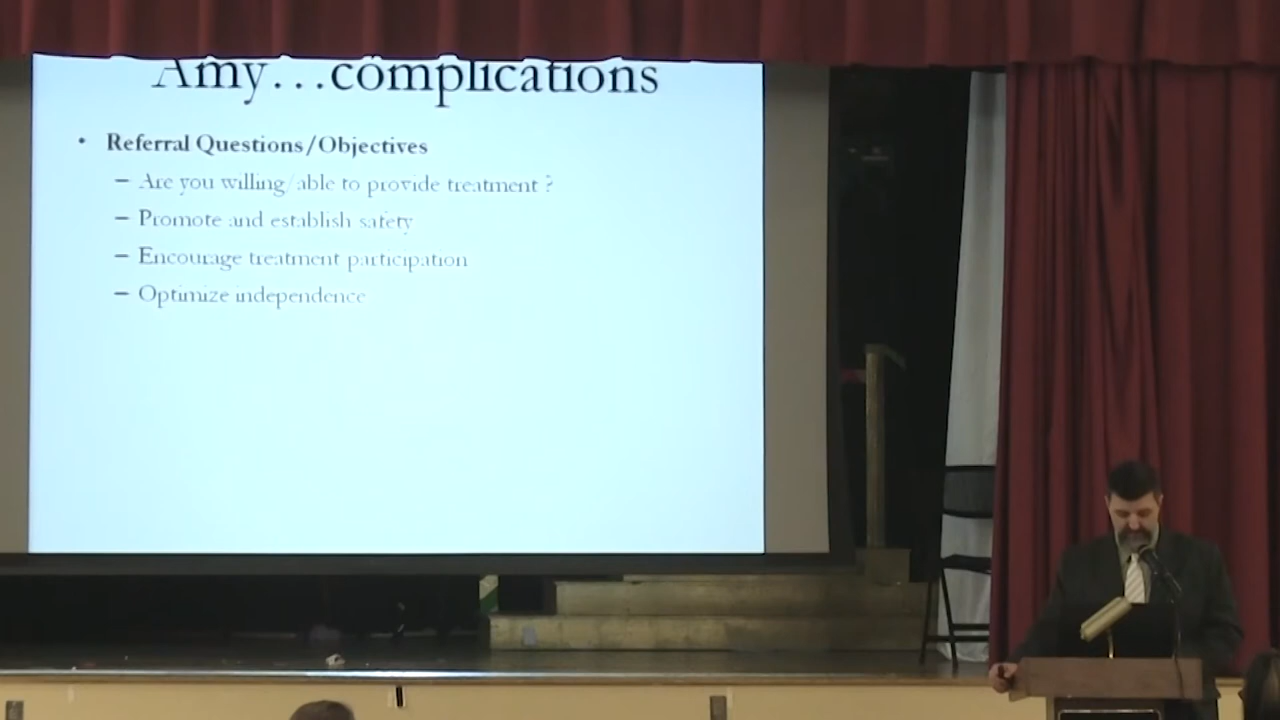 Amy…complications
• Referral Questions/Objectives
– Are you willing/able to provide treatment ?
– Promote and establish safety
– Encourage treatment participation
– Optimize independence